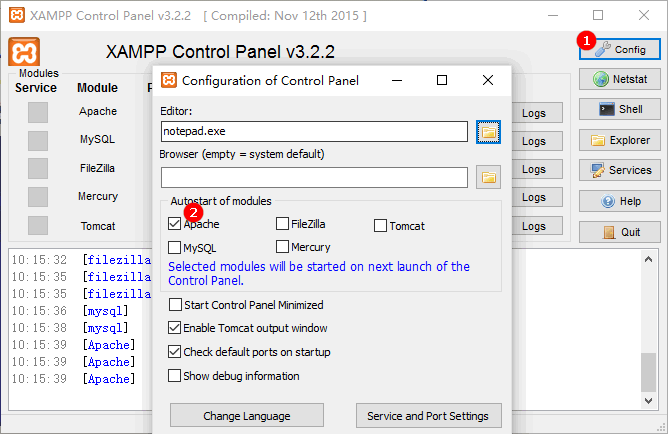 XAMPP Control Panel v3.2.2 [ Compiled: Nov 12th 2015 ]
XAMPP Control Panel v3.2.2
1
Config
Modules
Service
Module
Netstat
Apache
Logs
Shell
MySQL
Logs
Explorer
FileZilla
Logs
Services
Mercury
Logs
Help
Tomcat
Logs
Quit
Configuration of Control Panel
Editor:
notepad.exe
Browser (empty = system default)
Autostart of modules
2
Apache
FileZilla
Tomcat
MySQL
Mercury
Selected modules will be started on next launch of the
Control Panel.
Start Control Panel Minimized
Enable Tomcat output window
Check default ports on startup
Show debug information
Change Language
Service and Port Settings
10:15:32 [filezilla
10:15:35 [filezilla
10:15:35 [filezilla
10:15:36 [mysql]
10:15:38 [mysql]
10:15:39 [Apache]
10:15:39 [Apache]
10:15:39 [Apache]